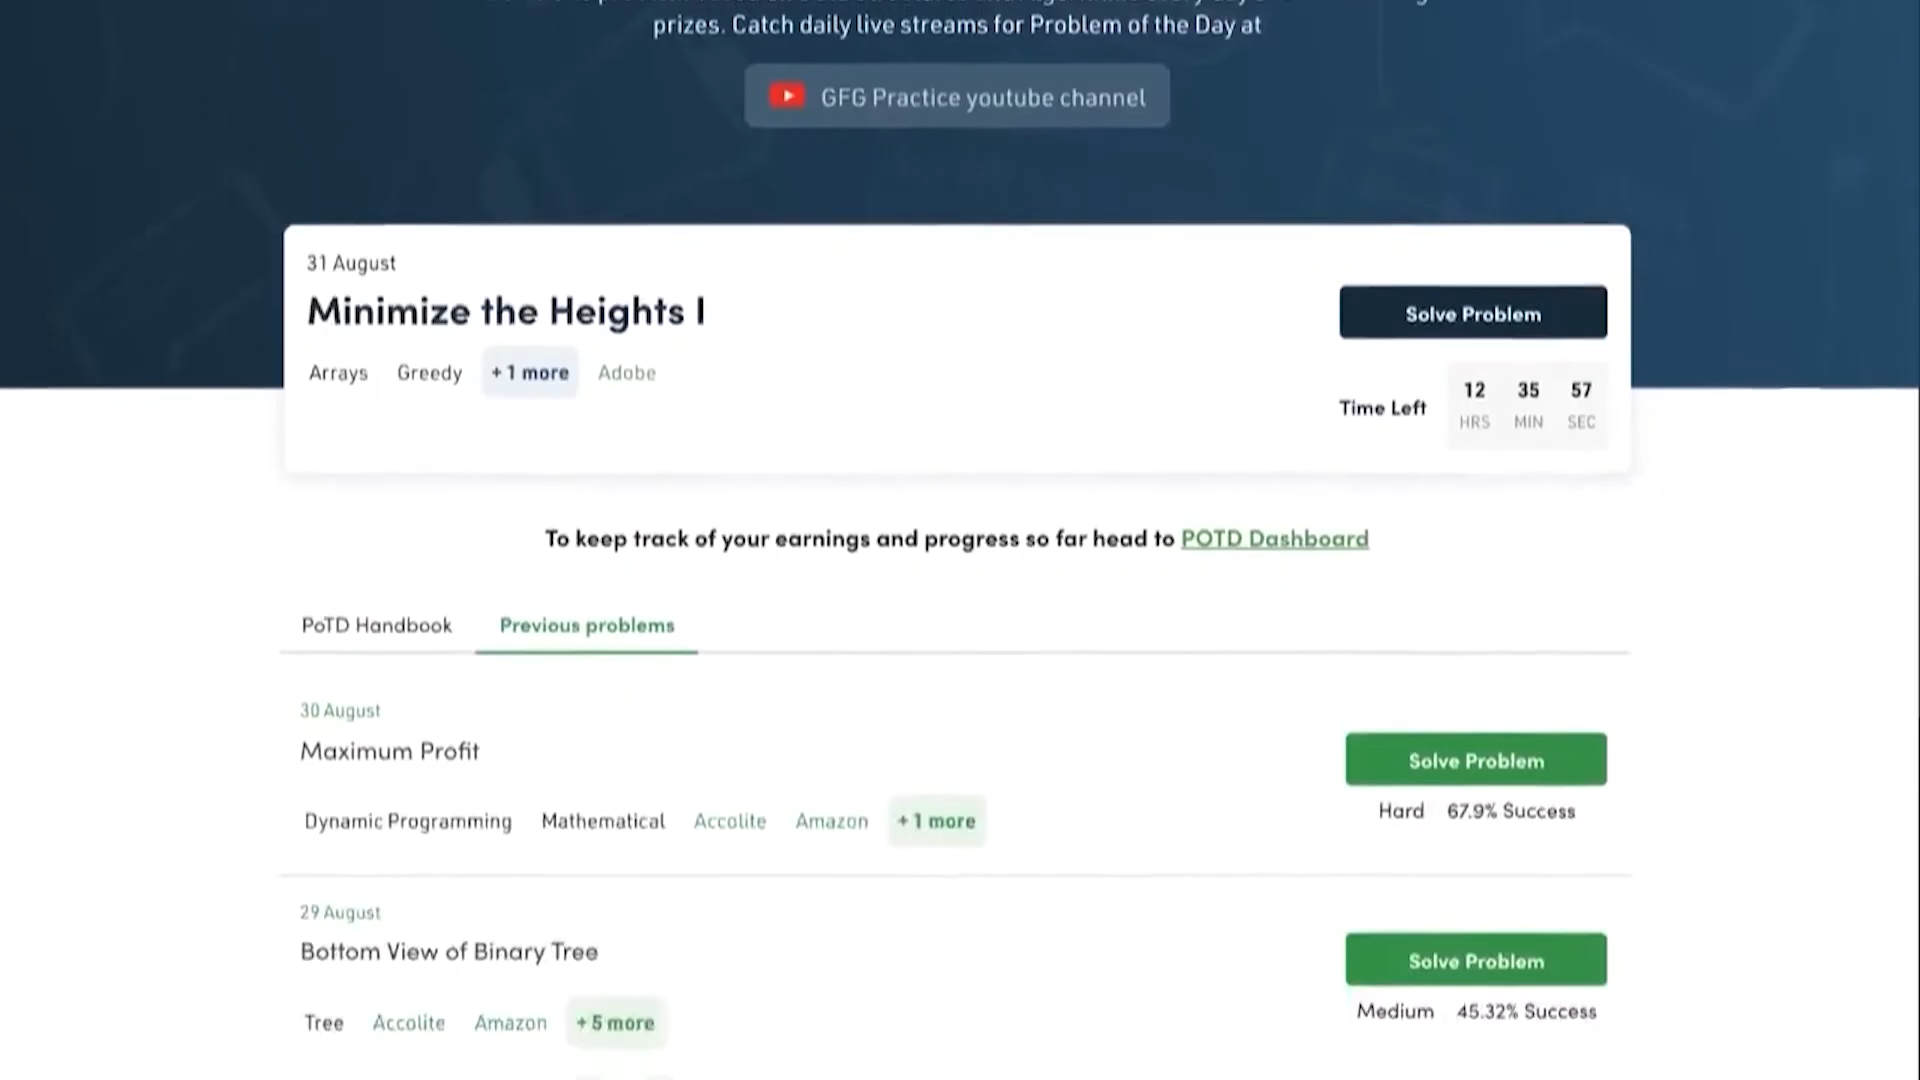 prizes. Catch daily live streams for Problem of the Day at
GFG Practice youtube channel
31 August
Minimize the Heights I
Solve Problem
Arrays Greedy + 1 more Adobe
12 35 57
Time Left
HRS MIN SEC
To keep track of your earnings and progress so far head to POTD Dashboard
PoTD Handbook Previous problems
30 August
Maximum Profit
Solve Problem
Hard 67.9% Success
Dynamic Programming Mathematical Accolite Amazon + 1 more
29 August
Bottom View of Binary Tree
Solve Problem
Medium 45.32% Success
Tree Accolite Amazon + 5 more